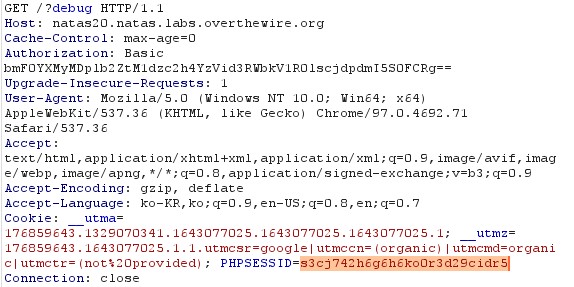 GET /?debug HTTP/1.1
Host: natas20.natas.labs.overthewire.org
Cache-Control: max-age=0
Authorization: Basic
bmF0YXMyMDplb2ZtM1dzc2h4YzVid3RWbkV1R0lscjdpdmI5S0FCRg==
Upgrade-Insecure-Requests: 1
User-Agent: Mozilla/5.0 (Windows NT 10.0; Win64; x64)
AppleWebKit/537.36 (KHTML, like Gecko) Chrome/97.0.4692.71
Safari/537.36
Accept:
text/html,application/xhtml+xml,application/xml;q=0.9,image/avif,imag
e/webp,image/apng,*/*;q=0.8,application/signed-exchange;v=b3;q=0.9
Accept-Encoding: gzip, deflate
Accept-Language: ko-KR,ko;q=0.9,en-US;q=0.8,en;q=0.7
Cookie: __utma=
176859643.1329070341.1643077025.1643077025.1643077025.1; __utmz=
176859643.1643077025.1.1.utmcsr=google|utmccn=(organic)|utmcmd=organi
c|utmctr=(not%20provided); PHPSESSID=s3cj742h6g6h6ko0r3d29cidr5
Connection: close